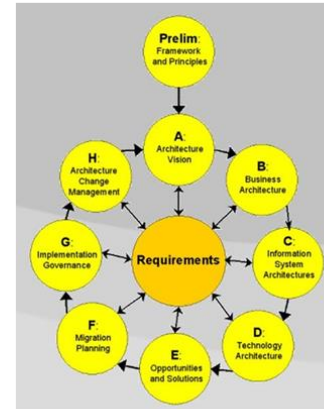 Prelim:
Framework
and Principles
A:
Architecture
Vision
H:
Architecture
Change
Management
B:
Business
Architecture
G:
Implementation
Governance
Requirements
C:
Information
System
Architectures
F:
Migration
Planning
D:
Technology
Architecture
E:
Opportunities
and Solutions